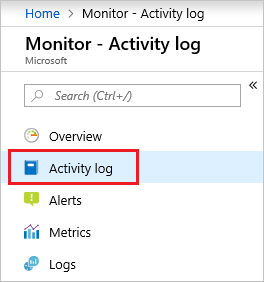 Home > Monitor - Activity log
Monitor - Activity log
Microsoft
Search (Ctrl+/)
Overview
Activity log
Alerts
Metrics
Logs